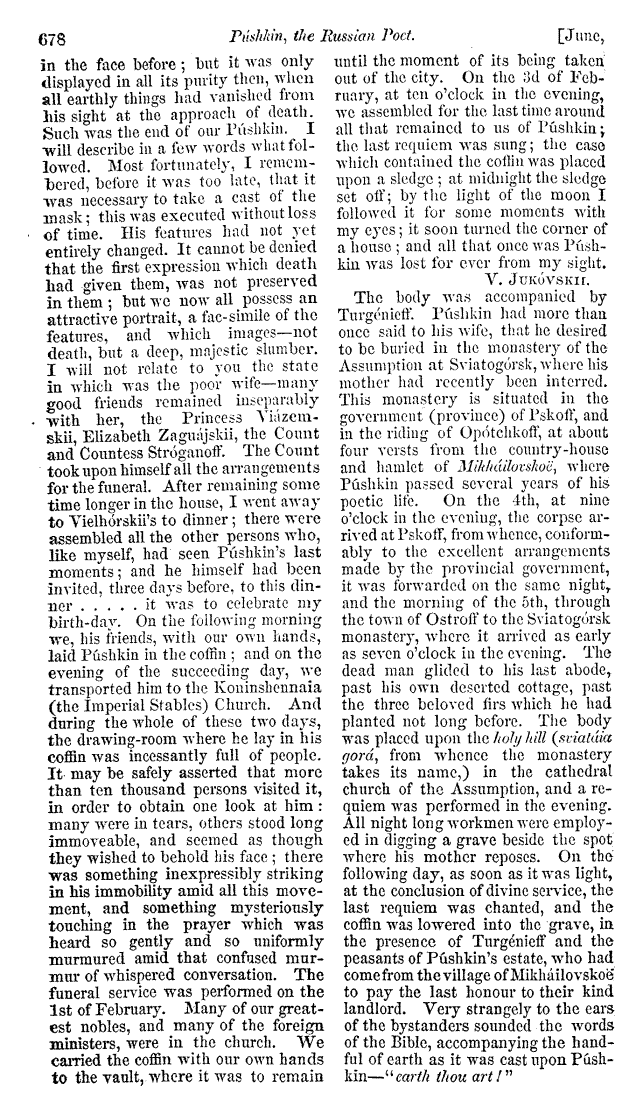 678
Púshkin, the Russian Poet.
[June,
in the face before; but it was only
displayed in all its purity then, when
all earthly things had vanished from
his sight at the approach of death.
Such was the end of our Púshkin. I
will describe in a few words what fol-
lowed. Most fortunately, I remem-
bered, before it was too late, that it
was necessary to take a cast of the
mask; this was executed without loss
of time. His features had not yet
entirely changed. It cannot be denied
that the first expression which death
had given them, was not preserved
in them; but we now all possess an
attractive portrait, a fac-simile of the
features, and which images—not
death, but a deep, majestic slumber.
I will not relate to you the state
in which was the poor wife—many
good friends remained inseparably
with her, the Princess Viázem-
skii, Elizabeth Zaguájskii, the Count
and Countess Stróganoff. The Count
took upon himself all the arrangements
for the funeral. After remaining some
time longer in the house, I went away
to Vielhórskii's to dinner; there were
assembled all the other persons who,
like myself, had seen Púshkin's last
moments; and he himself had been
invited, three days before, to this din-
ner . . . . . it was to celebrate my
birth-day. On the following morning
we, his friends, with our own hands,
laid Púshkin in the coffin; and on the
evening of the succeeding day, we
transported him to the Koninshennaia
(the Imperial Stables) Church. And
during the whole of these two days,
the drawing-room where he lay in his
coffin was incessantly full of people.
It may be safely asserted that more
than ten thousand persons visited it,
in order to obtain one look at him:
many were in tears, others stood long
immoveable, and seemed as though
they wished to behold his face; there
was something inexpressibly striking
in his immobility amid all this move-
ment, and something mysteriously
touching in the prayer which was
heard so gently and so uniformly
murmured amid that confused mur-
mur of whispered conversation. The
funeral service was performed on the
1st of February. Many of our great-
est nobles, and many of the foreign
ministers, were in the church. We
carried the coffin with our own hands
to the vault, where it was to remain
until the moment of its being taken
out of the city. On the 3d of Feb-
ruary, at ten o'clock in the evening,
we assembled for the last time around
all that remained to us of Púshkin;
the last requiem was sung; the case
which contained the coffin was placed
upon a sledge; at midnight the sledge
set off; by the light of the moon I
followed it for some moments with
my eyes; it soon turned the corner of
a house; and all that once was Púsh-
kin was lost for ever from my sight.
V. JUKÓVSKII.
The body was accompanied by
Turgénieff. Púshkin had more than
once said to his wife, that he desired
to be buried in the monastery of the
Assumption at Sviatogórsk, where his
mother had recently been interred.
This monastery is situated in the
government (province) of Pskoff, and
in the riding of Opótchkoff, at about
four versts from the country-house
and hamlet of Mikháilovskoë, where
Púshkin passed several years of his
poetic life. On the 4th, at nine
o'clock in the evening, the corpse ar-
rived at Pskoff, from whence, conform-
ably to the excellent arrangements
made by the provincial government,
it was forwarded on the same night,
and the morning of the 5th, through
the town of Ostroff to the Sviatogórsk
monastery, where it arrived as early
as seven o'clock in the evening. The
dead man glided to his last abode,
past his own deserted cottage, past
the three beloved firs which he had
planted not long before. The body
was placed upon the holy hill (sviatáia
gorá, from whence the monastery
takes its name,) in the cathedral
church of the Assumption, and a re-
quiem was performed in the evening.
All night long workmen were employ-
ed in digging a grave beside the spot
where his mother reposes. On the
following day, as soon as it was light,
at the conclusion of divine service, the
last requiem was chanted, and the
coffin was lowered into the grave, in
the presence of Turgénieff and the
peasants of Púshkin's estate, who had
come from the village of Mikháilovskoë
to pay the last honour to their kind
landlord. Very strangely to the ears
of the bystanders sounded the words
of the Bible, accompanying the hand-
ful of earth as it was cast upon Púsh-
kin—"earth thou art!"